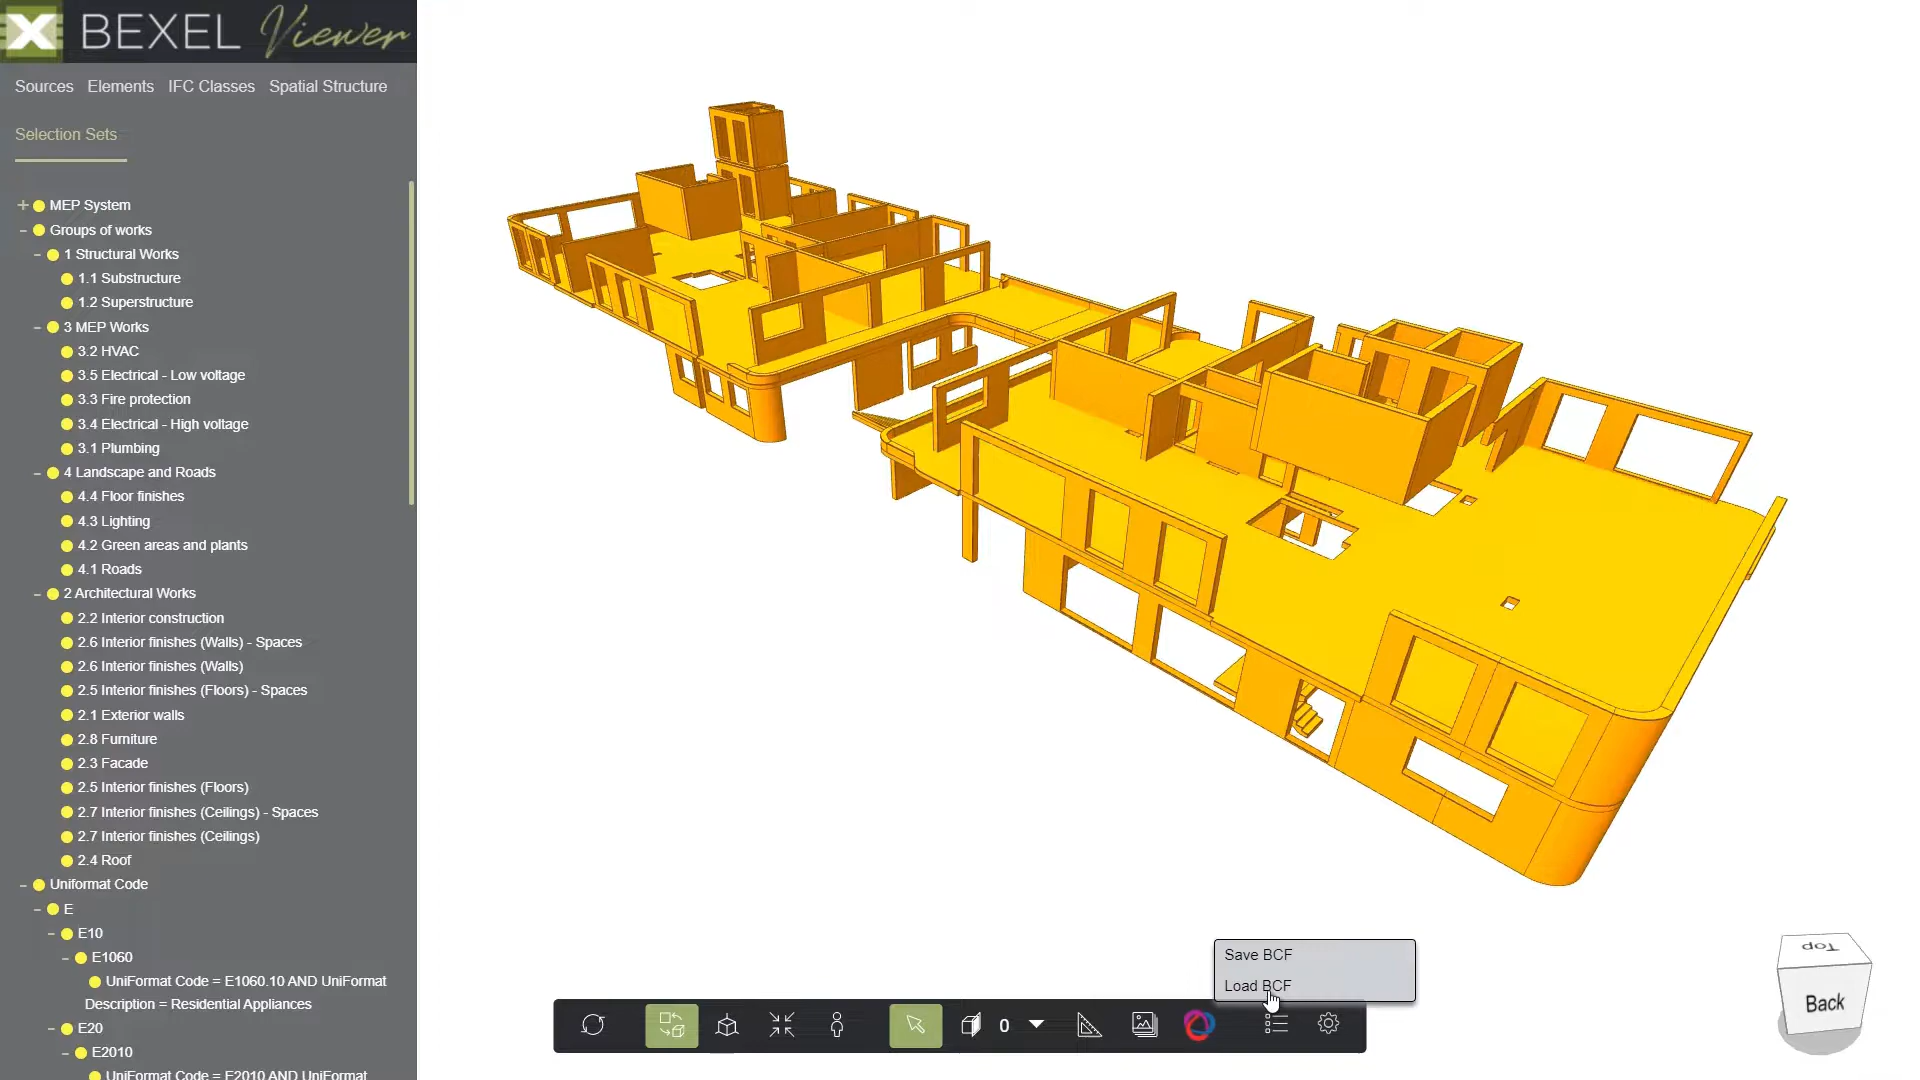 BEXEL Viewer
Sources Elements IFC Classes Spatial Structure
Selection Sets
MEP System
Groups of works
1 Structural Works
1.1 Substructure
1.2 Superstructure
3 MEP Works
3.2 HVAC
3.5 Electrical - Low voltage
3.3 Fire protection
3.4 Electrical - High voltage
3.1 Plumbing
4 Landscape and Roads
4.4 Floor finishes
4.3 Lighting
4.2 Green areas and plants
4.1 Roads
2 Architectural Works
2.2 Interior construction
2.6 Interior finishes (Walls) - Spaces
2.6 Interior finishes (Walls)
2.5 Interior finishes (Floors) - Spaces
2.1 Exterior walls
2.8 Furniture
2.3 Facade
2.5 Interior finishes (Floors)
2.7 Interior finishes (Ceilings) - Spaces
2.7 Interior finishes (Ceilings)
2.4 Roof
Uniformat Code
E
E10
E1060
UniFormat Code = E1060.10 AND UniFormat
Description = Residential Appliances
E20
E2010
UniFormat Code = E2010 AND UniFormat
Save BCF
Load BCF
0
Top
Back